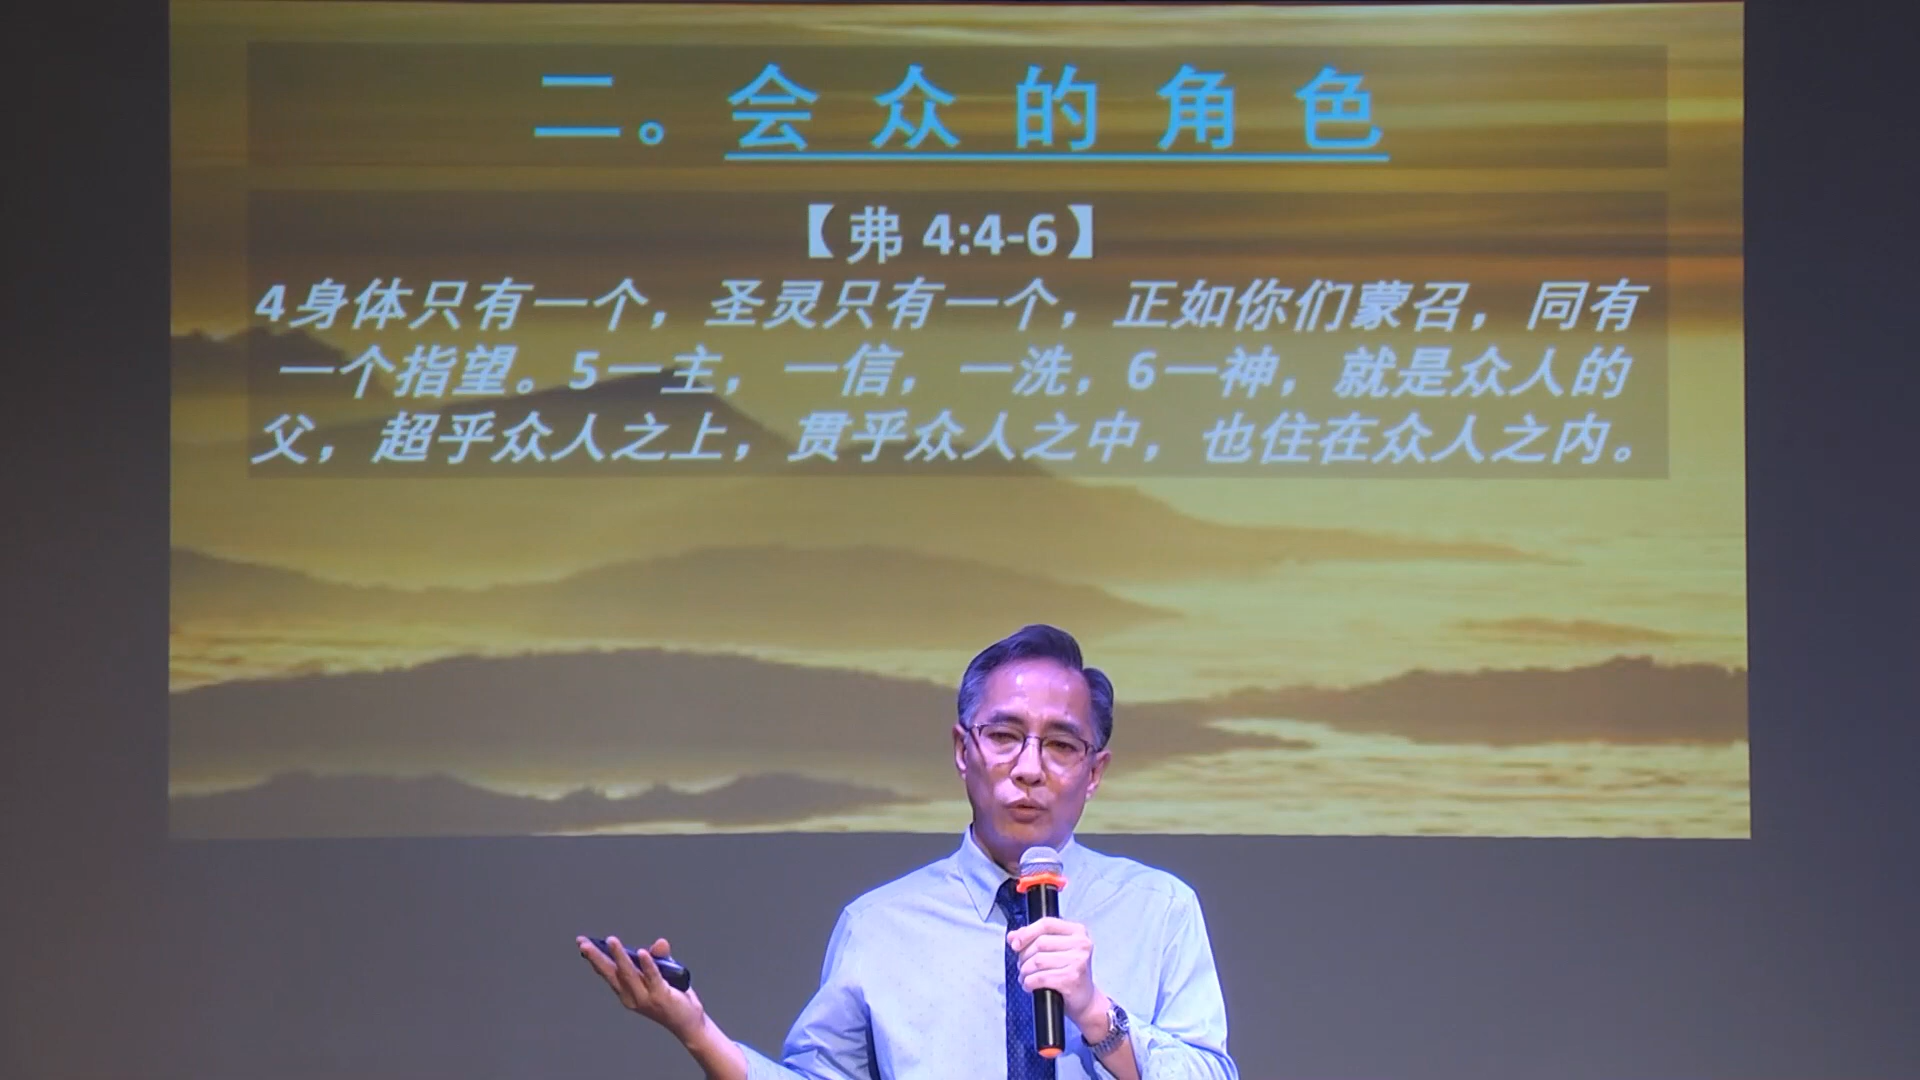 二。会众的角色
【弗 4:4-6】
4身体只有一个，圣灵只有一个，正如你们蒙召，同有
一个指望。5一主，一信，一洗，6一神，就是众人的
父，超乎众人之上，贯乎众人之中，也住在众人之内。